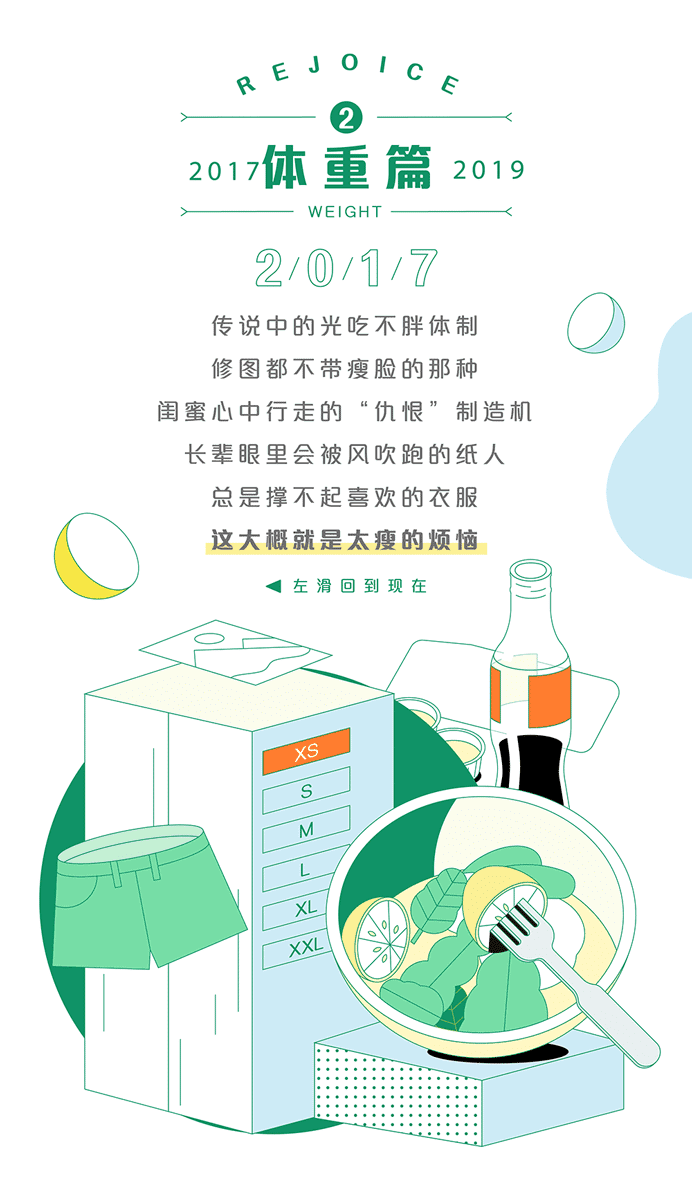 REJOICE
2
2017 体重篇 2019
WEIGHT
2/0/1/7
传说中的光吃不胖体制
修图都不带瘦脸的那种
闺蜜心中行走的“仇恨”制造机
长辈眼里会被风吹跑的纸人
总是撑不起喜欢的衣服
这大概就是太瘦的烦恼
◀ 左滑回到现在
XS
S
M
L
XL
XXL